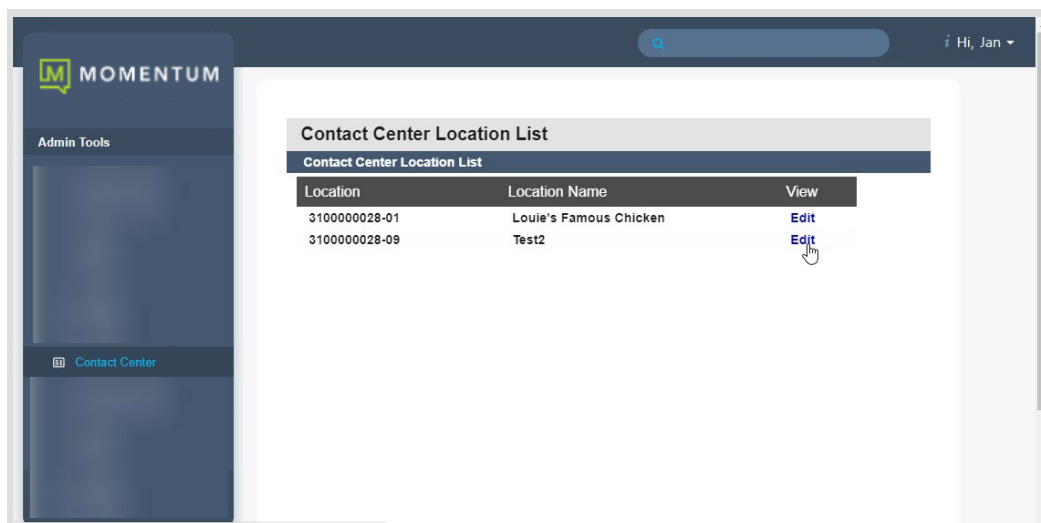 i Hi, Jan
M MOMENTUM
Admin Tools
Contact Center
Contact Center Location List
Contact Center Location List
Location Location Name View
3100000028-01 Louie's Famous Chicken Edit
3100000028-09 Test2 Edit